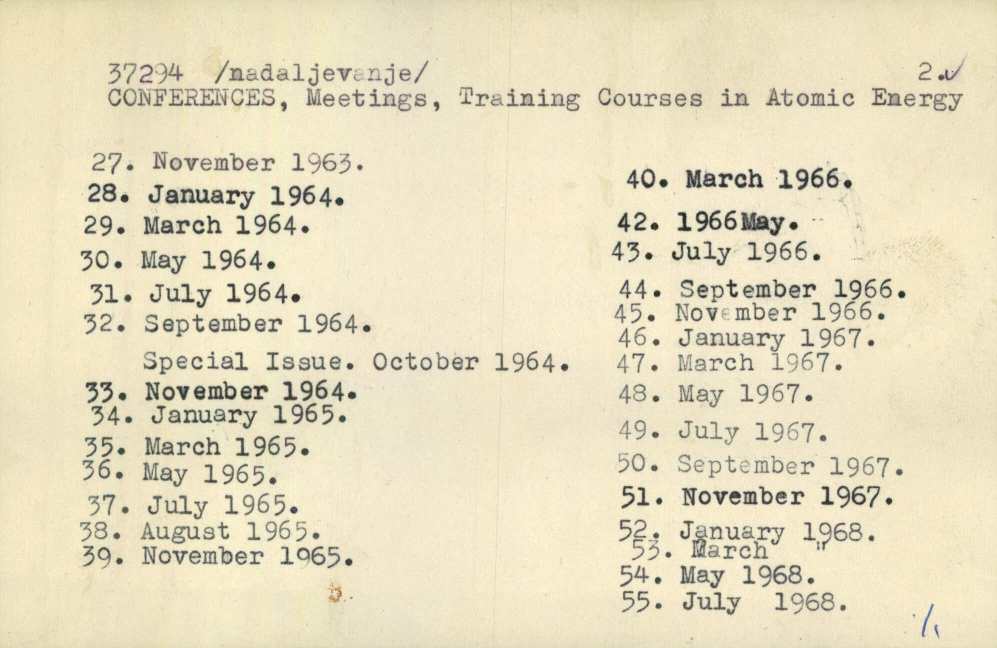 37294 /nadaljevanje/ 2.
CONFERENCES, Meetings, Training Courses in Atomic Energy
27. November 1963.
28. January 1964.
29. March 1964.
30. May 1964.
31. July 1964.
32. September 1964.
Special Issue. October 1964.
33. November 1964.
34. January 1965.
35. March 1965.
36. May 1965.
37. July 1965.
38. August 1965.
39. November 1965.
40. March 1966.
42. 1966 May.
43. July 1966.
44. September 1966.
45. November 1966.
46. January 1967.
47. March 1967.
48. May 1967.
49. July 1967.
50. September 1967.
51. November 1967.
52. January 1968.
53. March "
54. May 1968.
55. July 1968.